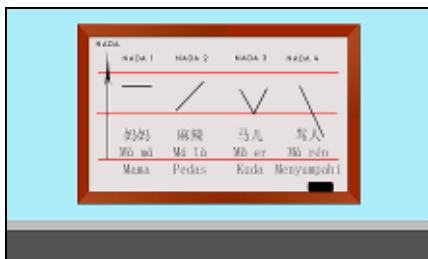 NADA
NADA 1 NADA 2 NADA 3 NADA 4
妈妈 麻辣 马儿 骂人
Mā mā Má là Mǎ er Mà rén
Mama Pedas Kuda Menyumpahi